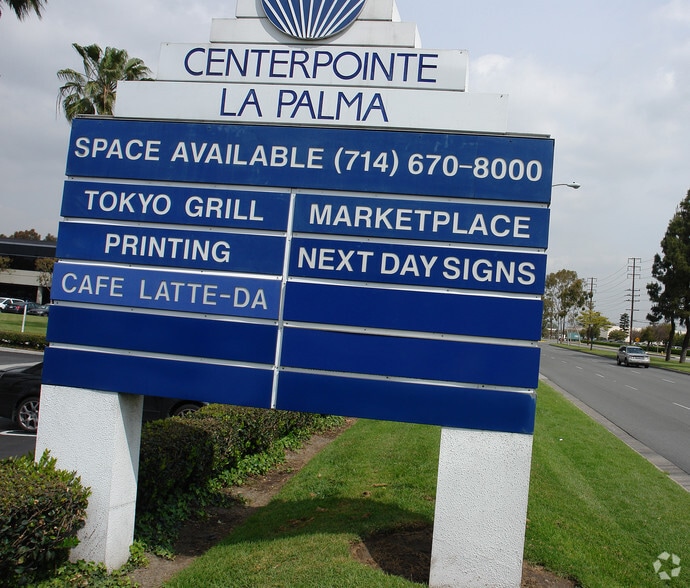 CENTERPOINTE
LA PALMA
SPACE AVAILABLE (714) 670-8000
TOKYO GRILL
MARKETPLACE
PRINTING
NEXT DAY SIGNS
CAFE LATTE-DA